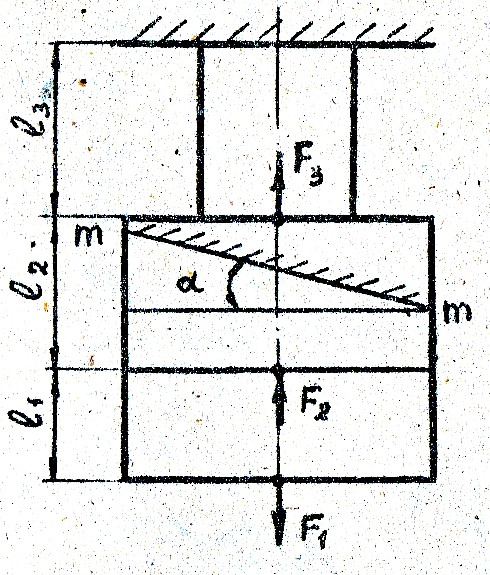 l₃
F₃
m
l₂
α
m
F₂
l₁
F₁